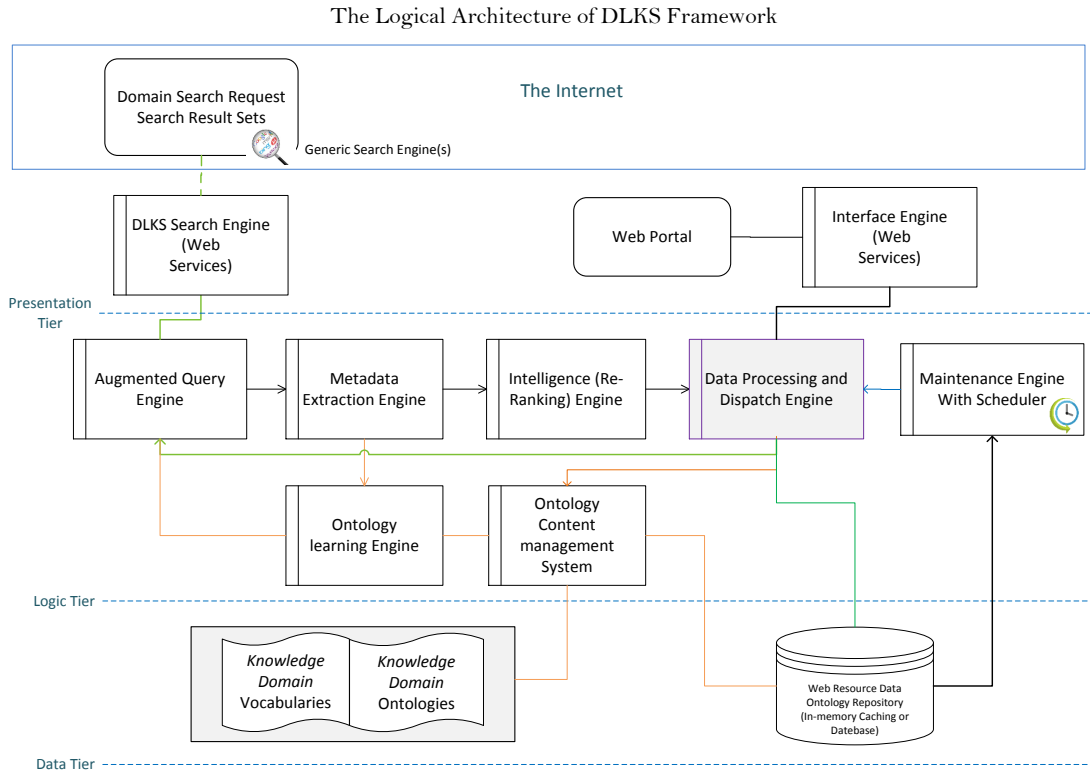 The Logical Architecture of DLKS Framework
The Internet
Domain Search Request
Search Result Sets
Generic Search Engine(s)
DLKS Search Engine
(Web
Services)
Web Portal
Interface Engine
(Web
Services)
Presentation
Tier
Augmented Query
Engine
Metadata
Extraction Engine
Intelligence (Re-
Ranking) Engine
Data Processing and
Dispatch Engine
Maintenance Engine
With Scheduler
Ontology
learning Engine
Ontology
Content
management
System
Logic Tier
Knowledge
Domain
Vocabularies
Knowledge
Domain
Ontologies
Web Resource Data
Ontology Repository
(In-memory Caching or
Datebase)
Data Tier